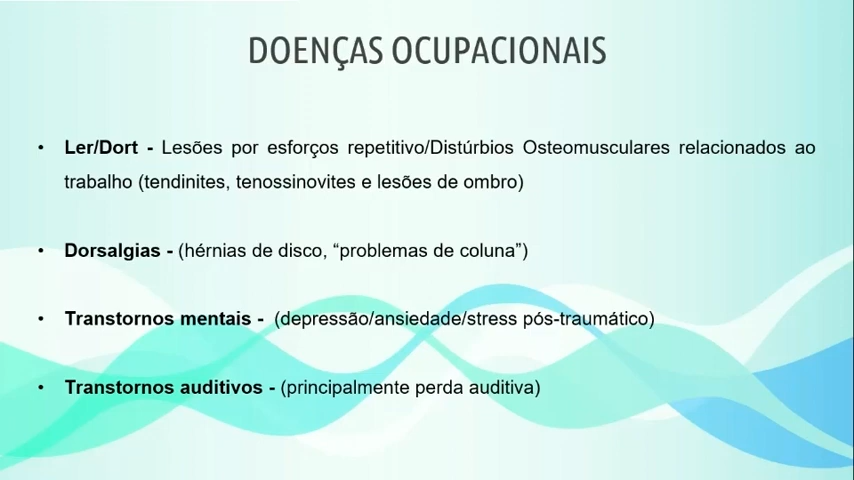 DOENÇAS OCUPACIONAIS
• Ler/Dort - Lesões por esforços repetitivo/Distúrbios Osteomusculares relacionados ao
trabalho (tendinites, tenossinovites e lesões de ombro)
• Dorsalgias - (hérnias de disco, “problemas de coluna”)
• Transtornos mentais - (depressão/ansiedade/stress pós-traumático)
• Transtornos auditivos - (principalmente perda auditiva)